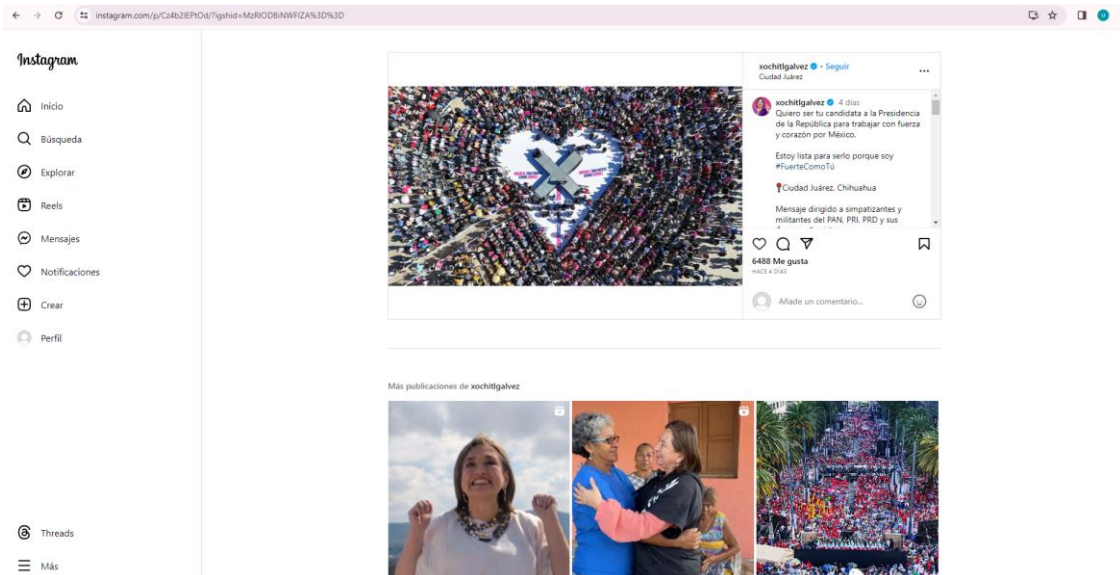 instagram.com/p/Cz4b2IEPtOd/?igshid=MzRlODBiNWFlZA%3D%3D
Instagram
Inicio
Búsqueda
Explorar
Reels
Mensajes
Notificaciones
Crear
Perfil
Threads
Más
xochitlgalvez • Seguir
Ciudad Juárez
xochitlgalvez 4 días
Quiero ser tu candidata a la Presidencia
de la República para trabajar con fuerza
y corazón por México.
Estoy lista para serlo porque soy
#FuerteComoTú
Ciudad Juárez, Chihuahua
Mensaje dirigido a simpatizantes y
militantes del PAN, PRI, PRD y sus
6488 Me gusta
HACE 4 DÍAS
Añade un comentario...
Más publicaciones de xochitlgalvez